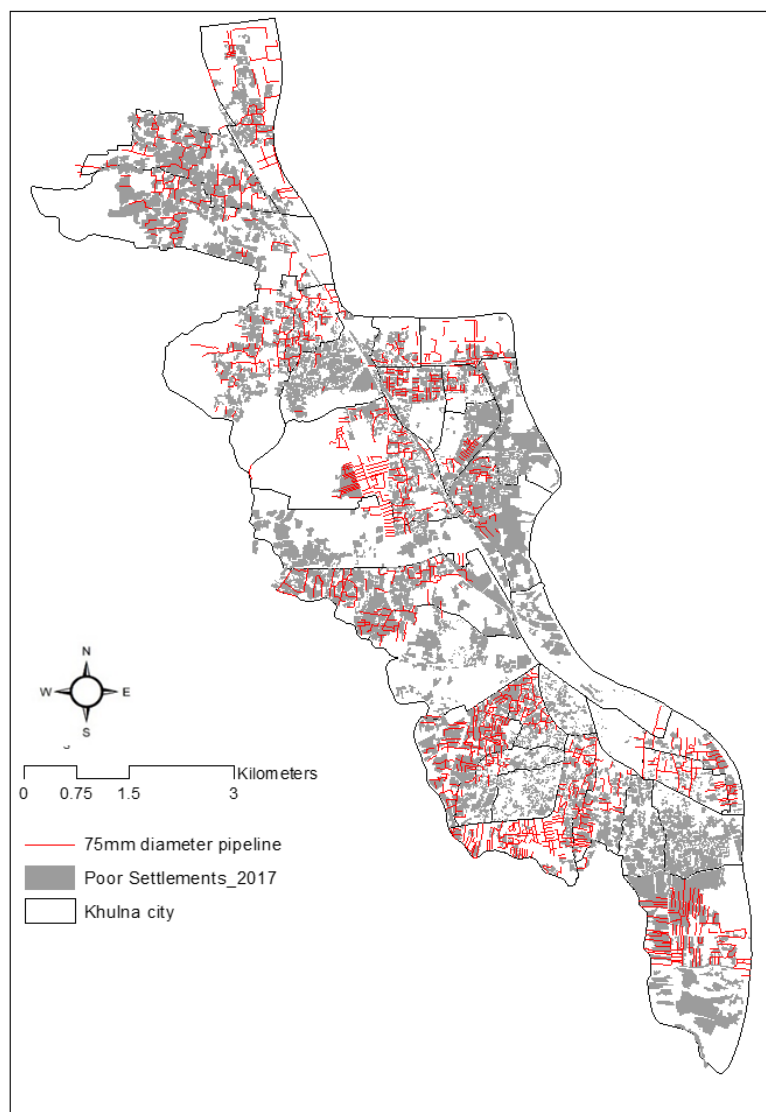 N
W E
S
Kilometers
0 0.75 1.5 3
75mm diameter pipeline
Poor Settlements_2017
Khulna city